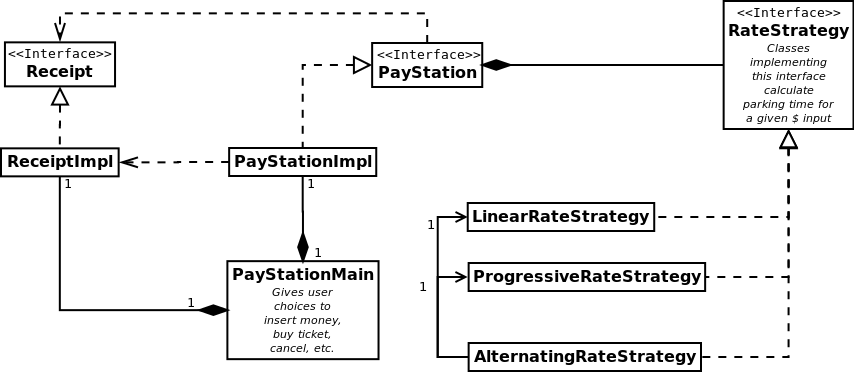 <<Interface>>
RateStrategy
Classes
implementing
this interface
calculate
parking time for
a given $ input
<<Interface>>
Receipt
<<Interface>>
PayStation
ReceiptImpl
PayStationImpl
1
1
LinearRateStrategy
1
1
PayStationMain
Gives user
choices to
insert money,
buy ticket,
cancel, etc.
1
ProgressiveRateStrategy
1
AlternatingRateStrategy